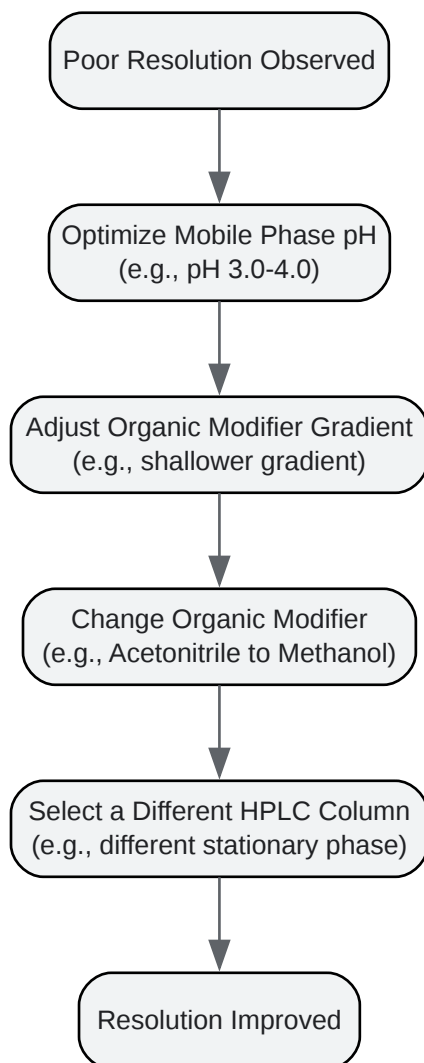 Poor Resolution Observed
Optimize Mobile Phase pH
(e.g., pH 3.0-4.0)
Adjust Organic Modifier Gradient
(e.g., shallower gradient)
Change Organic Modifier
(e.g., Acetonitrile to Methanol)
Select a Different HPLC Column
(e.g., different stationary phase)
Resolution Improved